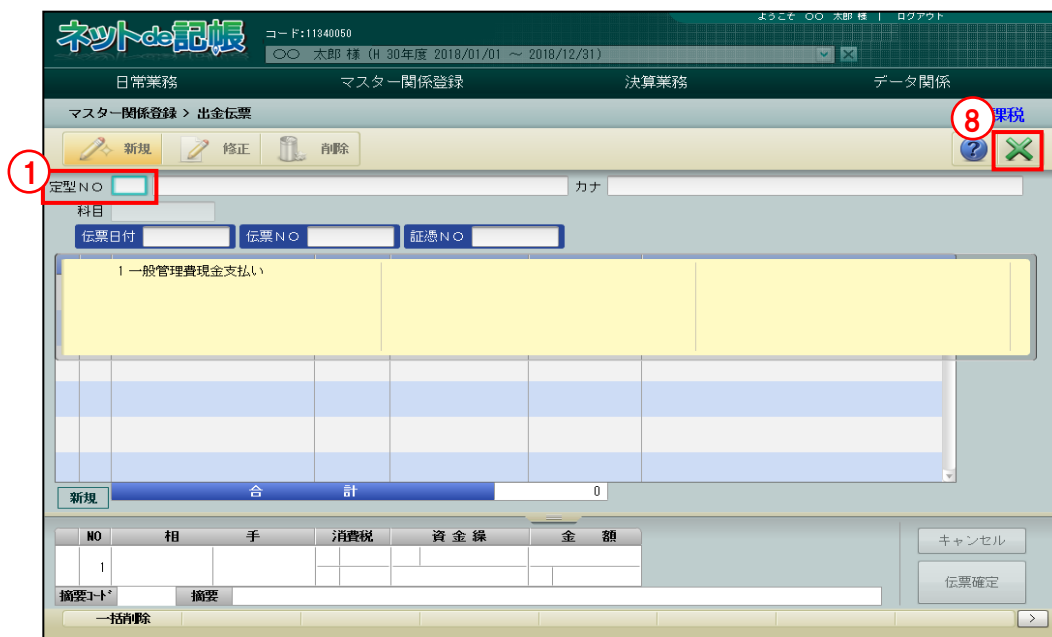 ようこそ 〇〇 太郎 様 | ログアウト
ネットde記帳
コード:11340050
〇〇 太郎 様 (H 30年度 2018/01/01 ～ 2018/12/31)
日常業務 マスター関係登録 決算業務 データ関係
マスター関係登録 > 出金伝票 課税
8
新規 修正 削除 ?
1
定型NO カナ
科目
伝票日付 伝票NO 証憑NO
1 一般管理費現金支払い
新規 合 計 0
NO 相 手 消費税 資金繰 金 額
キャンセル
1
伝票確定
摘要コード 摘要
一括削除 >